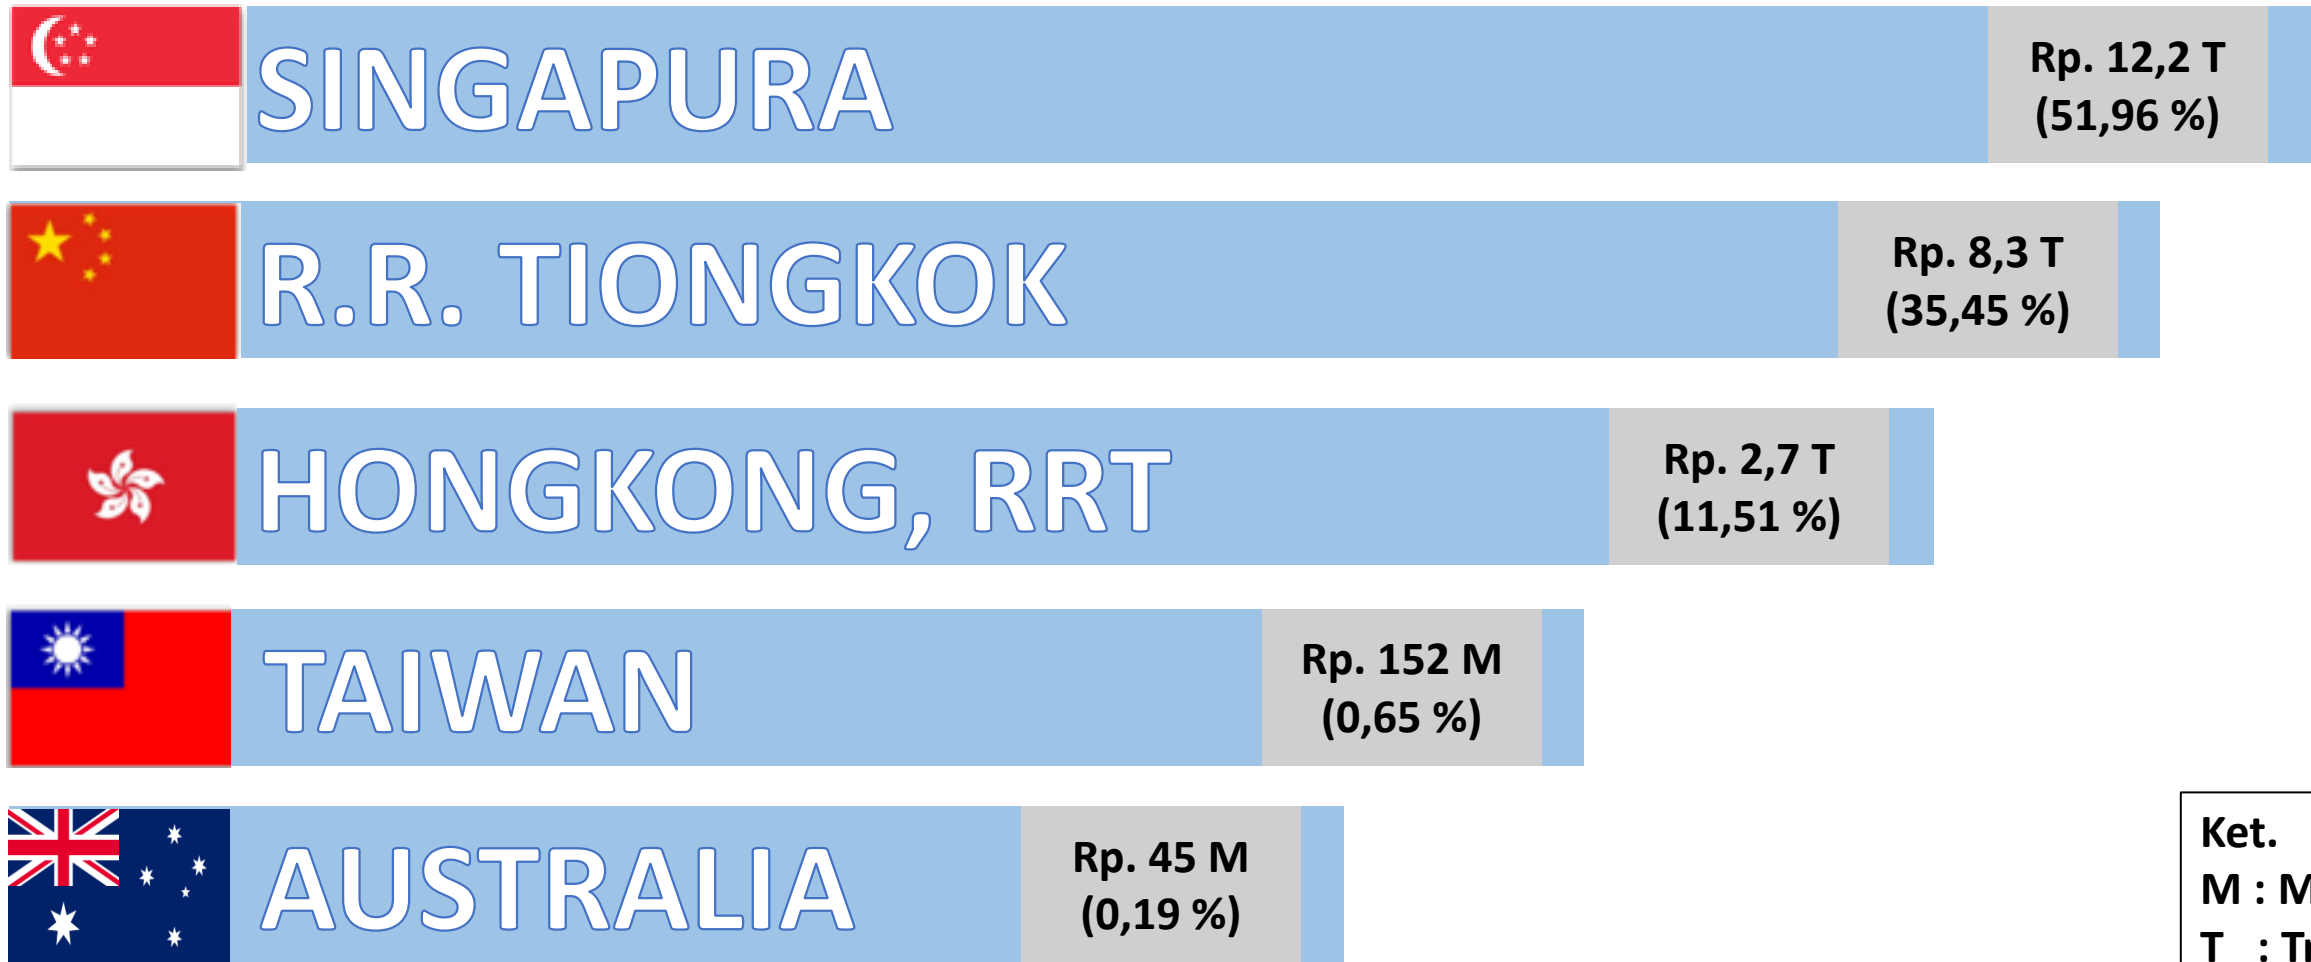 SINGAPURA
Rp. 12,2 T
(51,96 %)
R.R. TIONGKOK
Rp. 8,3 T
(35,45 %)
HONGKONG, RRT
Rp. 2,7 T
(11,51 %)
TAIWAN
Rp. 152 M
(0,65 %)
AUSTRALIA
Rp. 45 M
(0,19 %)
Ket.
M :
T :